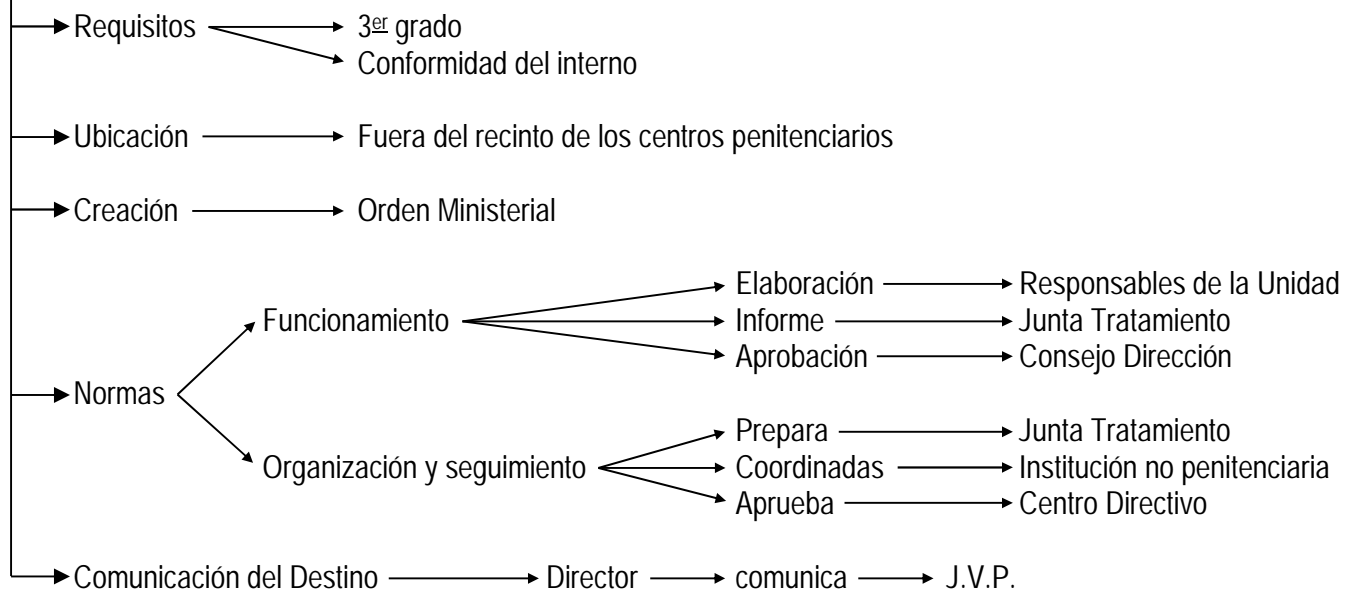 Requisitos 3er grado
Conformidad del interno
Ubicación Fuera del recinto de los centros penitenciarios
Creación Orden Ministerial
Elaboración Responsables de la Unidad
Funcionamiento Informe Junta Tratamiento
Aprobación Consejo Dirección
Normas
Prepara Junta Tratamiento
Organización y seguimiento Coordinadas Institución no penitenciaria
Aprueba Centro Directivo
Comunicación del Destino Director comunica J.V.P.